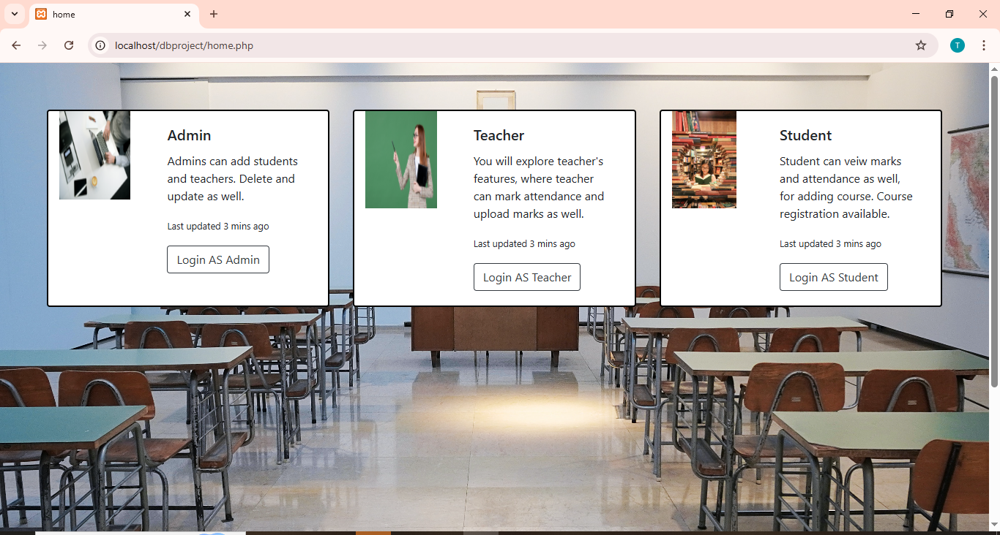 home
localhost/dbproject/home.php
T
Admin
Admins can add students
and teachers. Delete and
update as well.
Last updated 3 mins ago
Login AS Admin
Teacher
You will explore teacher's
features, where teacher
can mark attendance and
upload marks as well.
Last updated 3 mins ago
Login AS Teacher
Student
Student can veiw marks
and attendance as well,
for adding course. Course
registration available.
Last updated 3 mins ago
Login AS Student